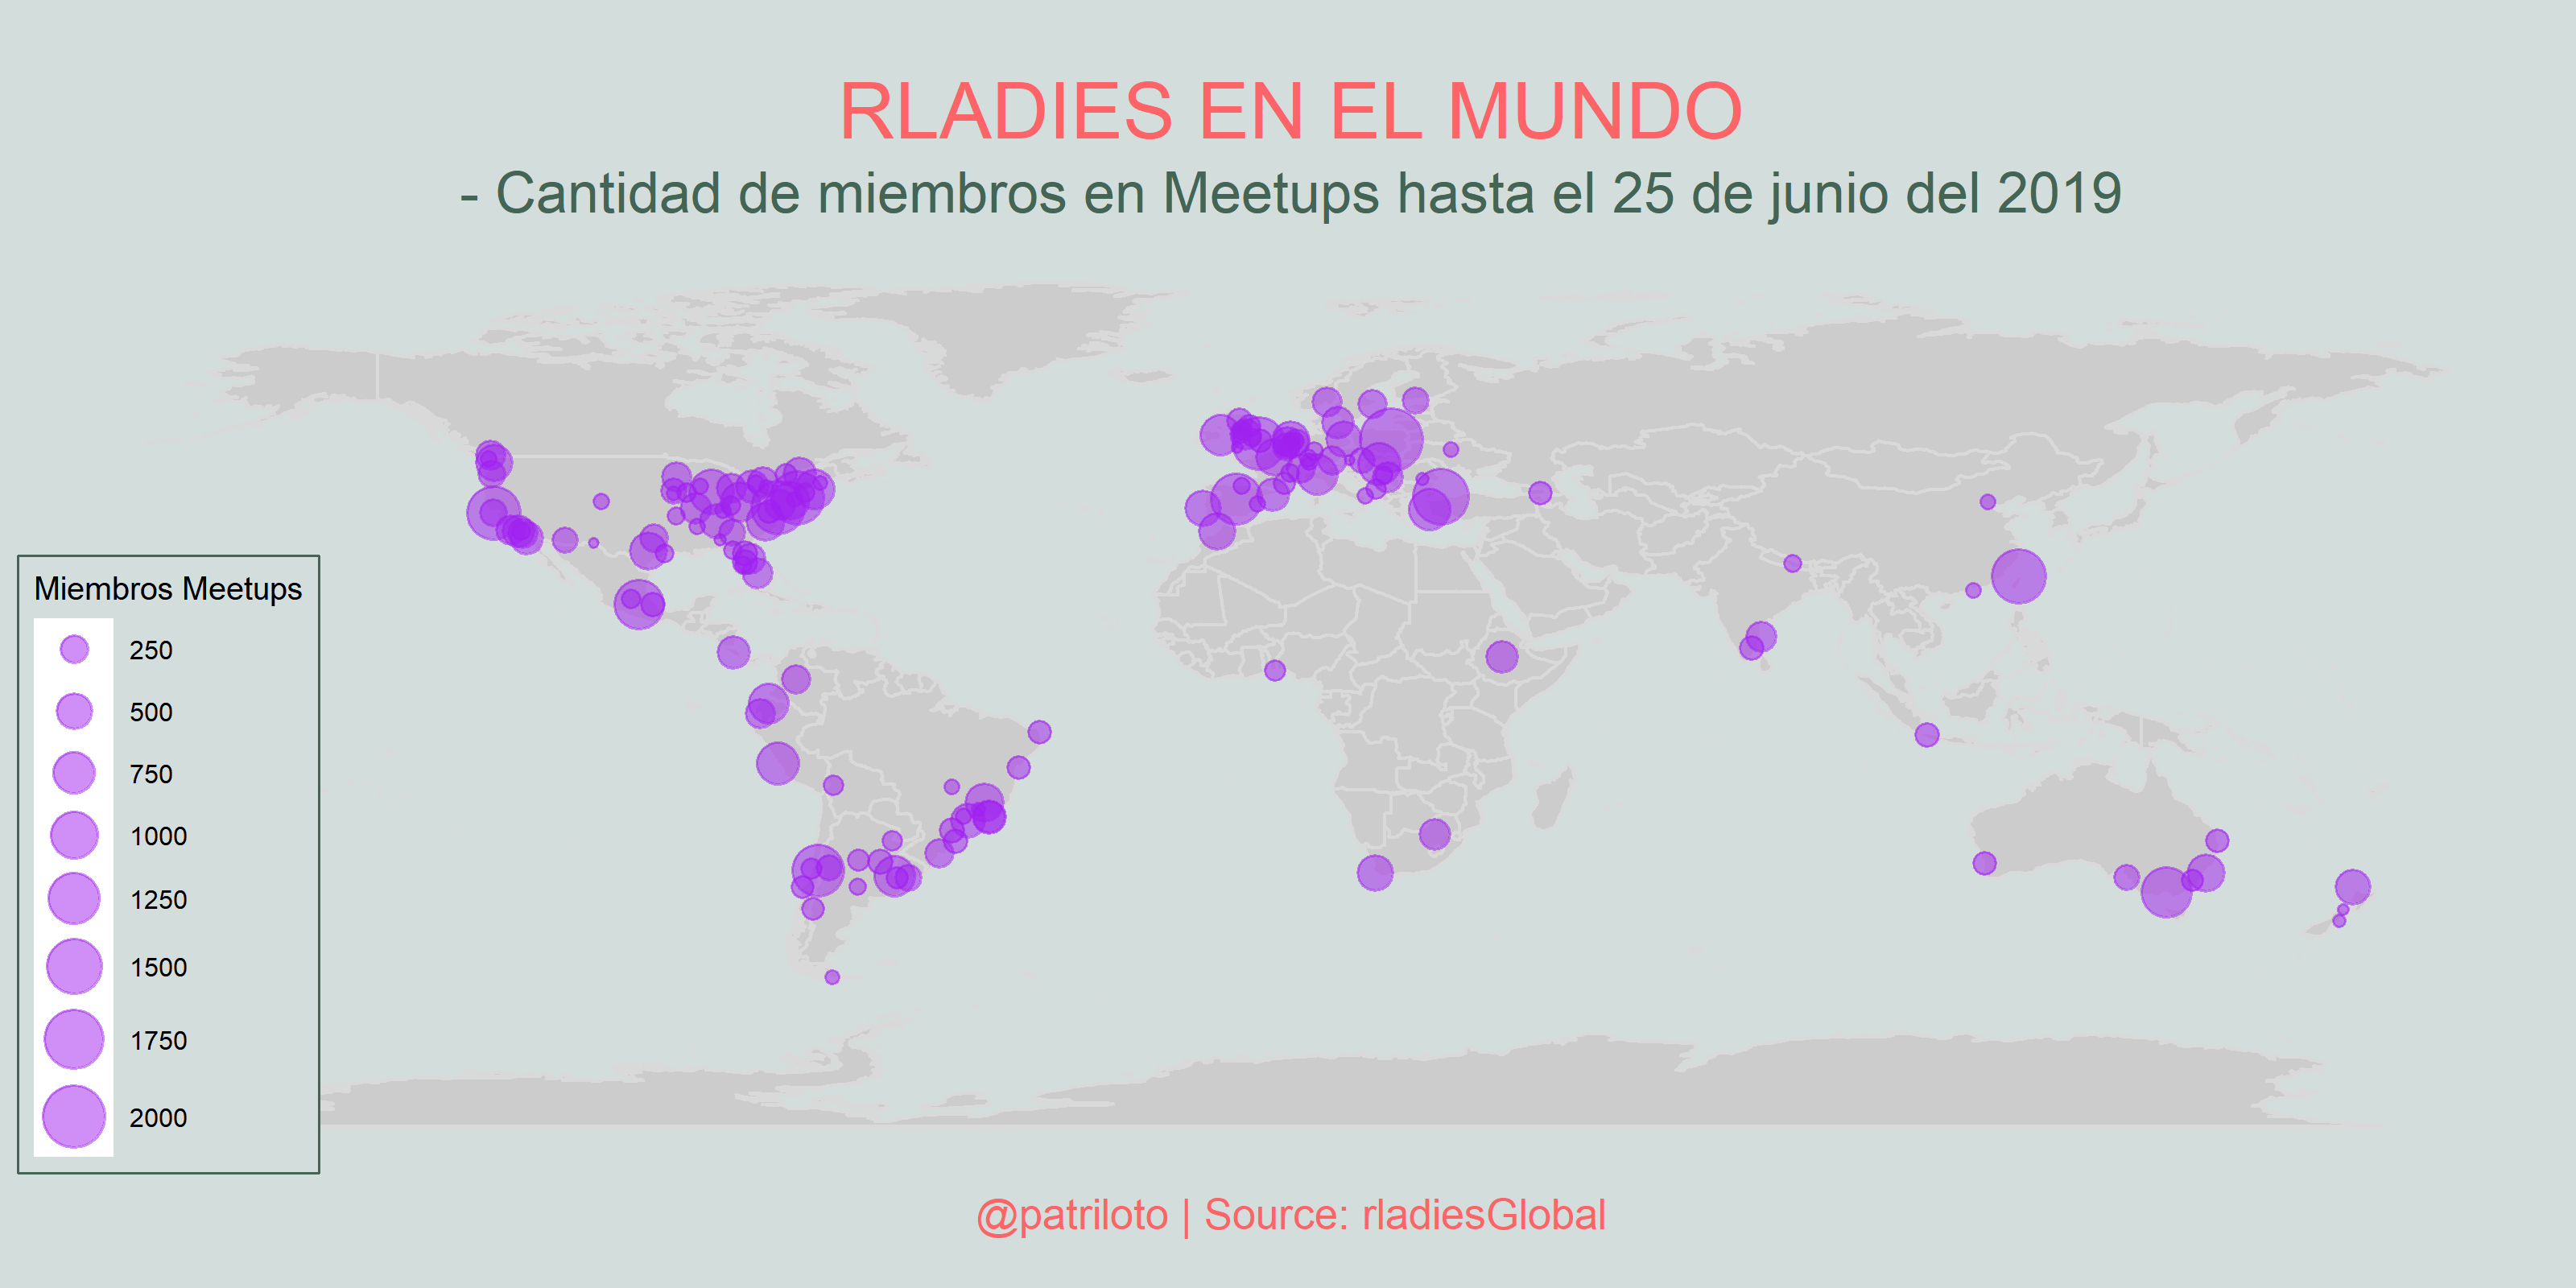 RLADIES EN EL MUNDO
- Cantidad de miembros en Meetups hasta el 25 de junio del 2019
Miembros Meetups
250
500
750
1000
1250
1500
1750
2000
@patriloto | Source: rladiesGlobal